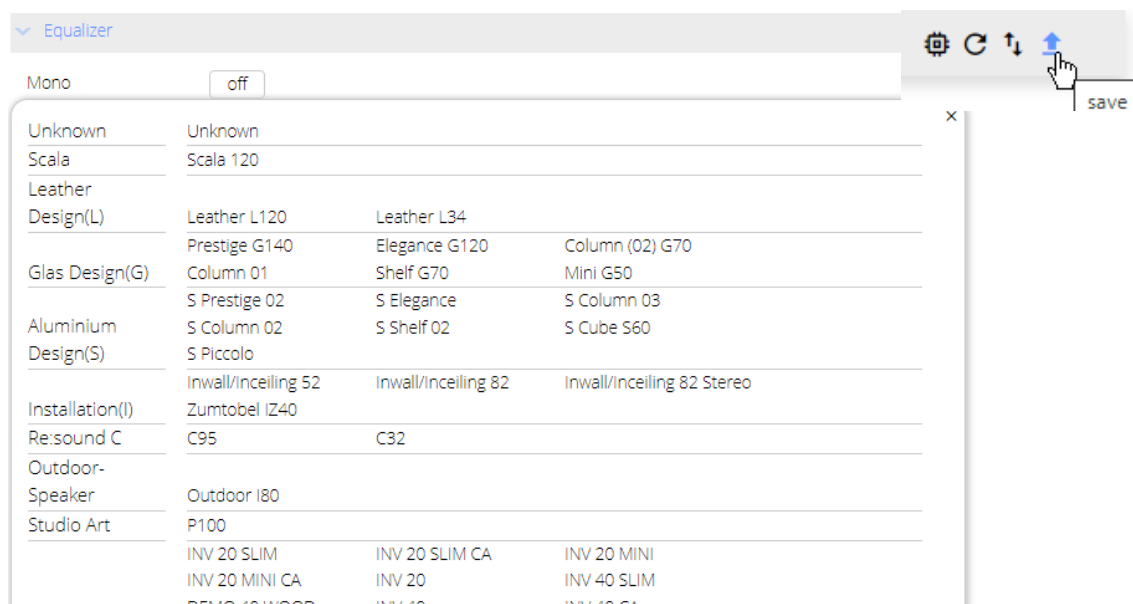 Equalizer
Mono off
save
×
Unknown Unknown
Scala Scala 120
Leather
Design(L) Leather L120 Leather L34
Prestige G140 Elegance G120 Column (02) G70
Glas Design(G) Column 01 Shelf G70 Mini G50
S Prestige 02 S Elegance S Column 03
Aluminium S Column 02 S Shelf 02 S Cube S60
Design(S) S Piccolo
Inwall/Inceiling 52 Inwall/Inceiling 82 Inwall/Inceiling 82 Stereo
Installation(I) Zumtobel IZ40
Re:sound C C95 C32
Outdoor-
Speaker Outdoor I80
Studio Art P100
INV 20 SLIM INV 20 SLIM CA INV 20 MINI
INV 20 MINI CA INV 20 INV 40 SLIM